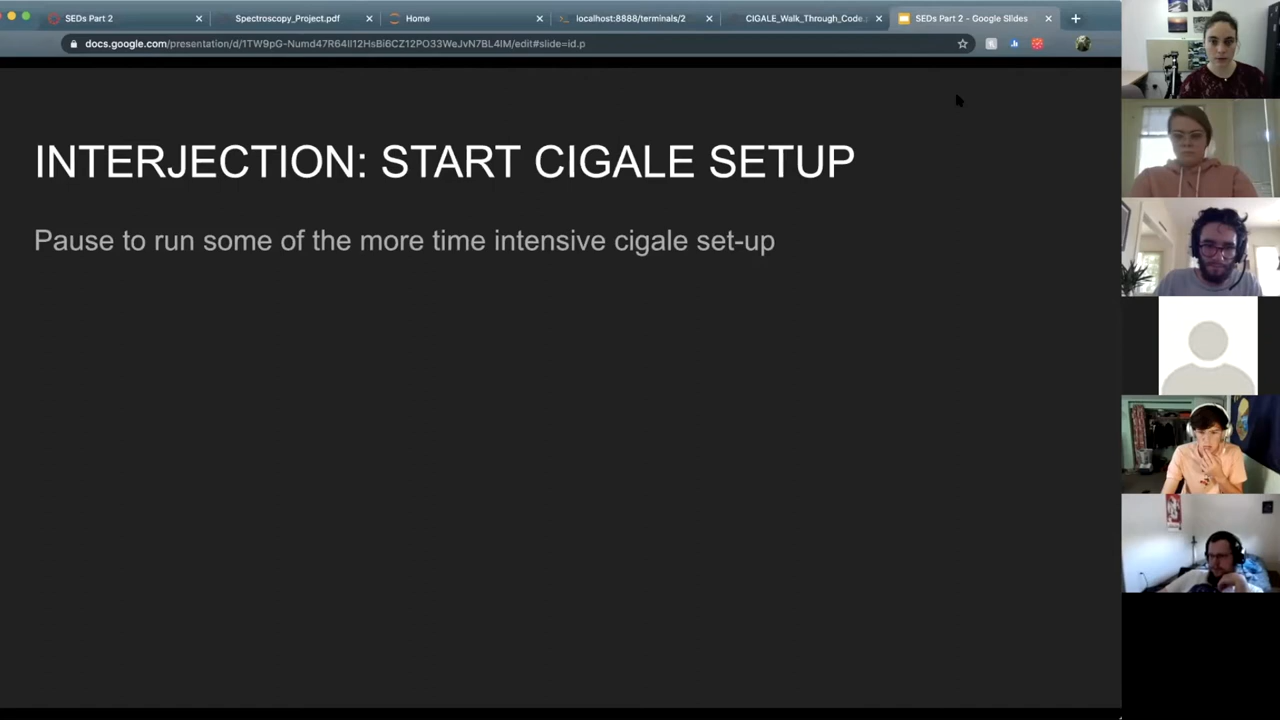 SEDs Part 2
Spectroscopy_Project.pdf
Home
localhost:8888/terminals/2
CIGALE_Walk_Through_Code.
SEDs Part 2 - Google Slides
docs.google.com/presentation/d/1TW9pG-Numd47R64II12HsBi6CZ12PO33WeJvN7BL4IM/edit#slide=id.p
INTERJECTION: START CIGALE SETUP
Pause to run some of the more time intensive cigale set-up